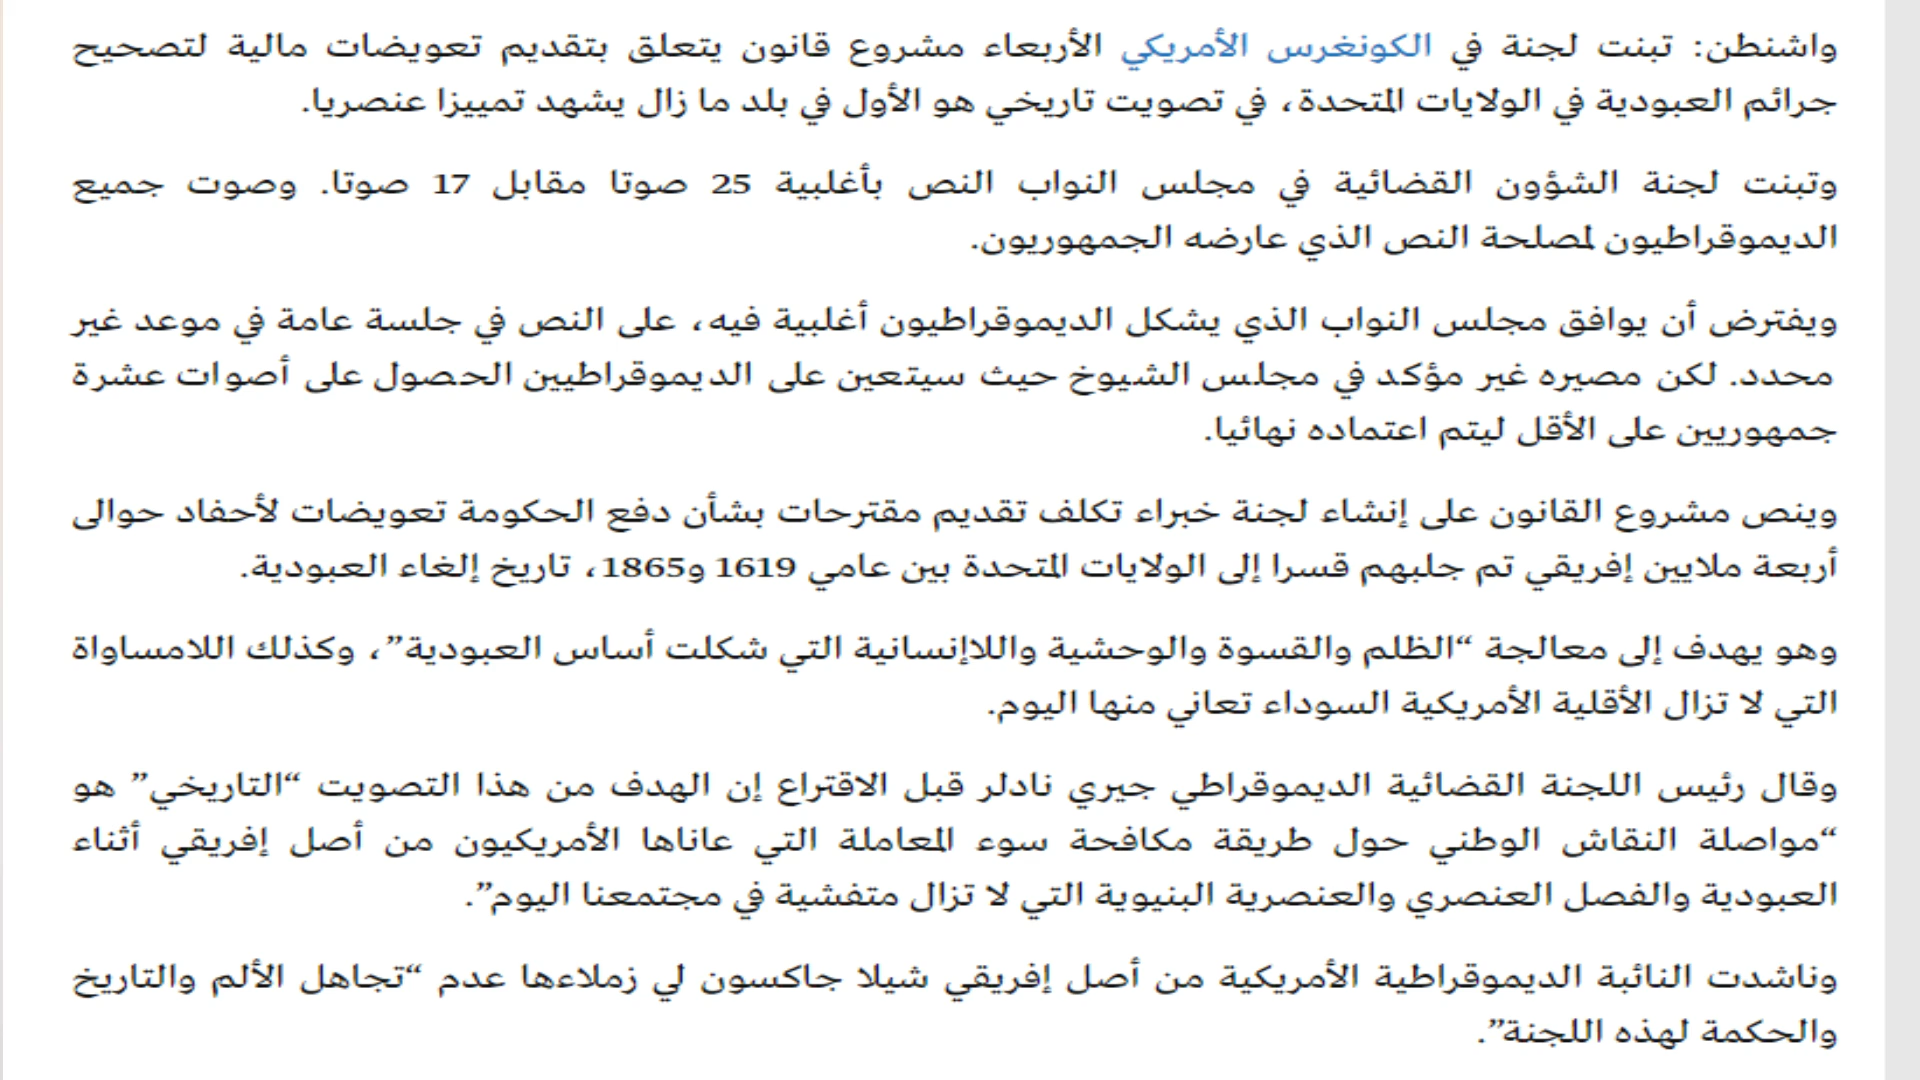 واشنطن: تبنت لجنة في الكونغرس الأمريكي الأربعاء مشروع قانون يتعلق بتقديم تعويضات مالية لتصحيح
جرائم العبودية في الولايات المتحدة، في تصويت تاريخي هو الأول في بلد ما زال يشهد تمييزا عنصريا.
وتبنت لجنة الشؤون القضائية في مجلس النواب النص بأغلبية 25 صوتا مقابل 17 صوتا. وصوت جميع
الديموقراطيون لمصلحة النص الذي عارضه الجمهوريون.
ويفترض أن يوافق مجلس النواب الذي يشكل الديموقراطيون أغلبية فيه، على النص في جلسة عامة في موعد غير
محدد. لكن مصيره غير مؤكد في مجلس الشيوخ حيث سيتعين على الديموقراطيين الحصول على أصوات عشرة
جمهوريين على الأقل ليتم اعتماده نهائيا.
وينص مشروع القانون على إنشاء لجنة خبراء تكلف تقديم مقترحات بشأن دفع الحكومة تعويضات لأحفاد حوالى
أربعة ملايين إفريقي تم جلبهم قسرا إلى الولايات المتحدة بين عامي 1619 و1865، تاريخ إلغاء العبودية.
وهو يهدف إلى معالجة “الظلم والقسوة والوحشية واللاإنسانية التي شكلت أساس العبودية”، وكذلك اللامساواة
التي لا تزال الأقلية الأمريكية السوداء تعاني منها اليوم.
وقال رئيس اللجنة القضائية الديموقراطي جيري نادلر قبل الاقتراع إن الهدف من هذا التصويت “التاريخي” هو
“مواصلة النقاش الوطني حول طريقة مكافحة سوء المعاملة التي عاناها الأمريكيون من أصل إفريقي أثناء
العبودية والفصل العنصري والعنصرية البنيوية التي لا تزال متفشية في مجتمعنا اليوم”.
وناشدت النائبة الديموقراطية الأمريكية من أصل إفريقي شيلا جاكسون لي زملاءها عدم “تجاهل الألم والتاريخ
والحكمة لهذه اللجنة”.